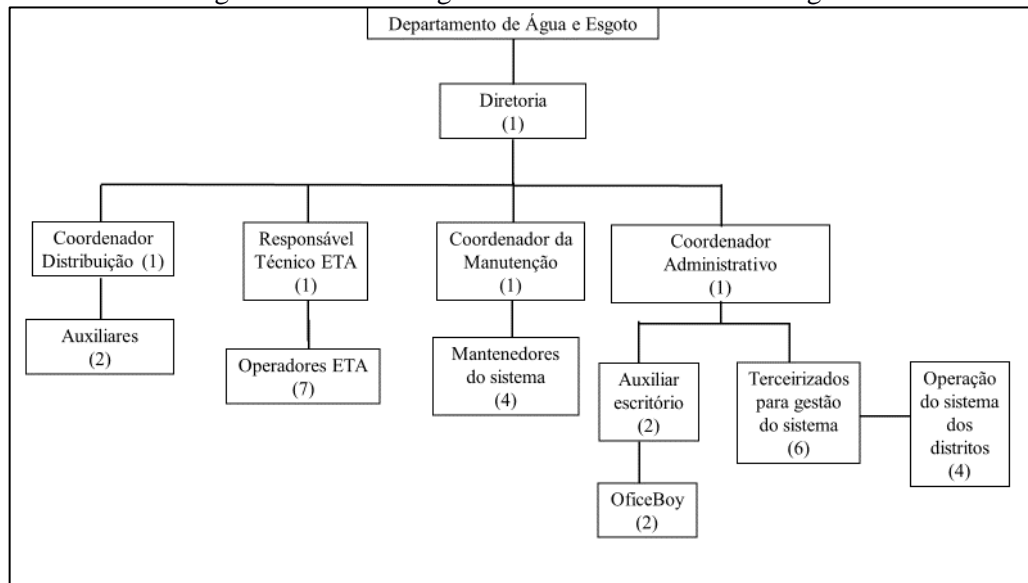 Departamento de Água e Esgoto
Diretoria
(1)
Coordenador
Distribuição (1)
Responsável
Técnico ETA
(1)
Coordenador da
Manutenção
(1)
Coordenador
Administrativo
(1)
Auxiliares
(2)
Operadores ETA
(7)
Mantenedores
do sistema
(4)
Auxiliar
escritório
(2)
Terceirizados
para gestão
do sistema
(6)
Operação
do sistema
dos
distritos
(4)
OficeBoy
(2)